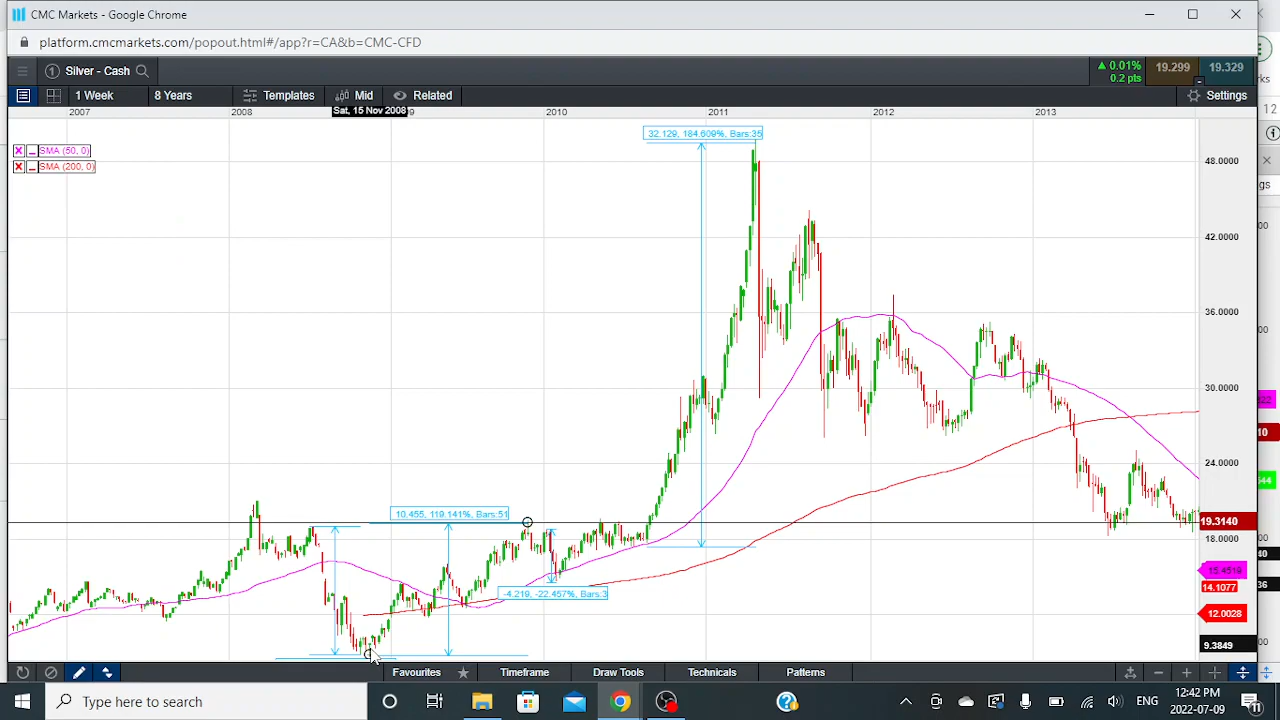 CMC Markets - Google Chrome
platform.cmcmarkets.com/popout.html#/app?r=CA&b=CMC-CFD
1 Silver - Cash
0.01%
0.2 pts
19.299
19.329
1 Week
8 Years
Templates
Mid
Related
Settings
Sat, 15 Nov 2008
2007
2008
2010
2011
2012
2013
SMA (50, 0)
SMA (200, 0)
32.129, 184.609%, Bars:35
10.455, 119.141%, Bars:51
-4.219, -22.457%, Bars:3
48.0000
42.0000
36.0000
30.0000
24.0000
19.3140
18.0000
15.4519
14.1077
12.0028
9.3849
Favourites
Timeframe
Draw Tools
Technicals
Patterns
Type here to search
ENG
12:42 PM
2022-07-09